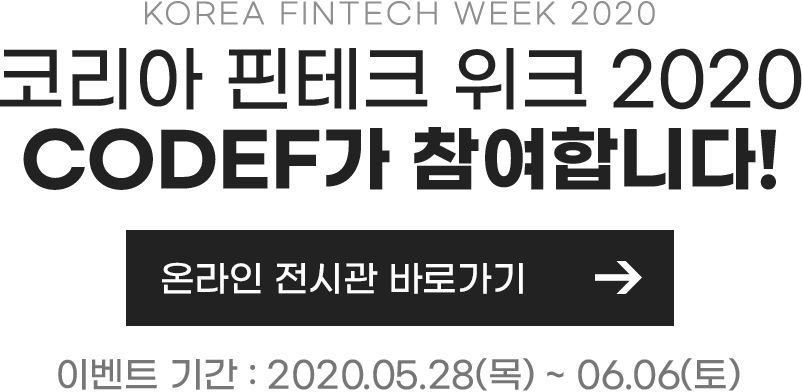 KOREA FINTECH WEEK 2020
코리아 핀테크 위크 2020
CODEF가 참여합니다!
온라인 전시관 바로가기 →
이벤트 기간 : 2020.05.28(목) ~ 06.06(토)